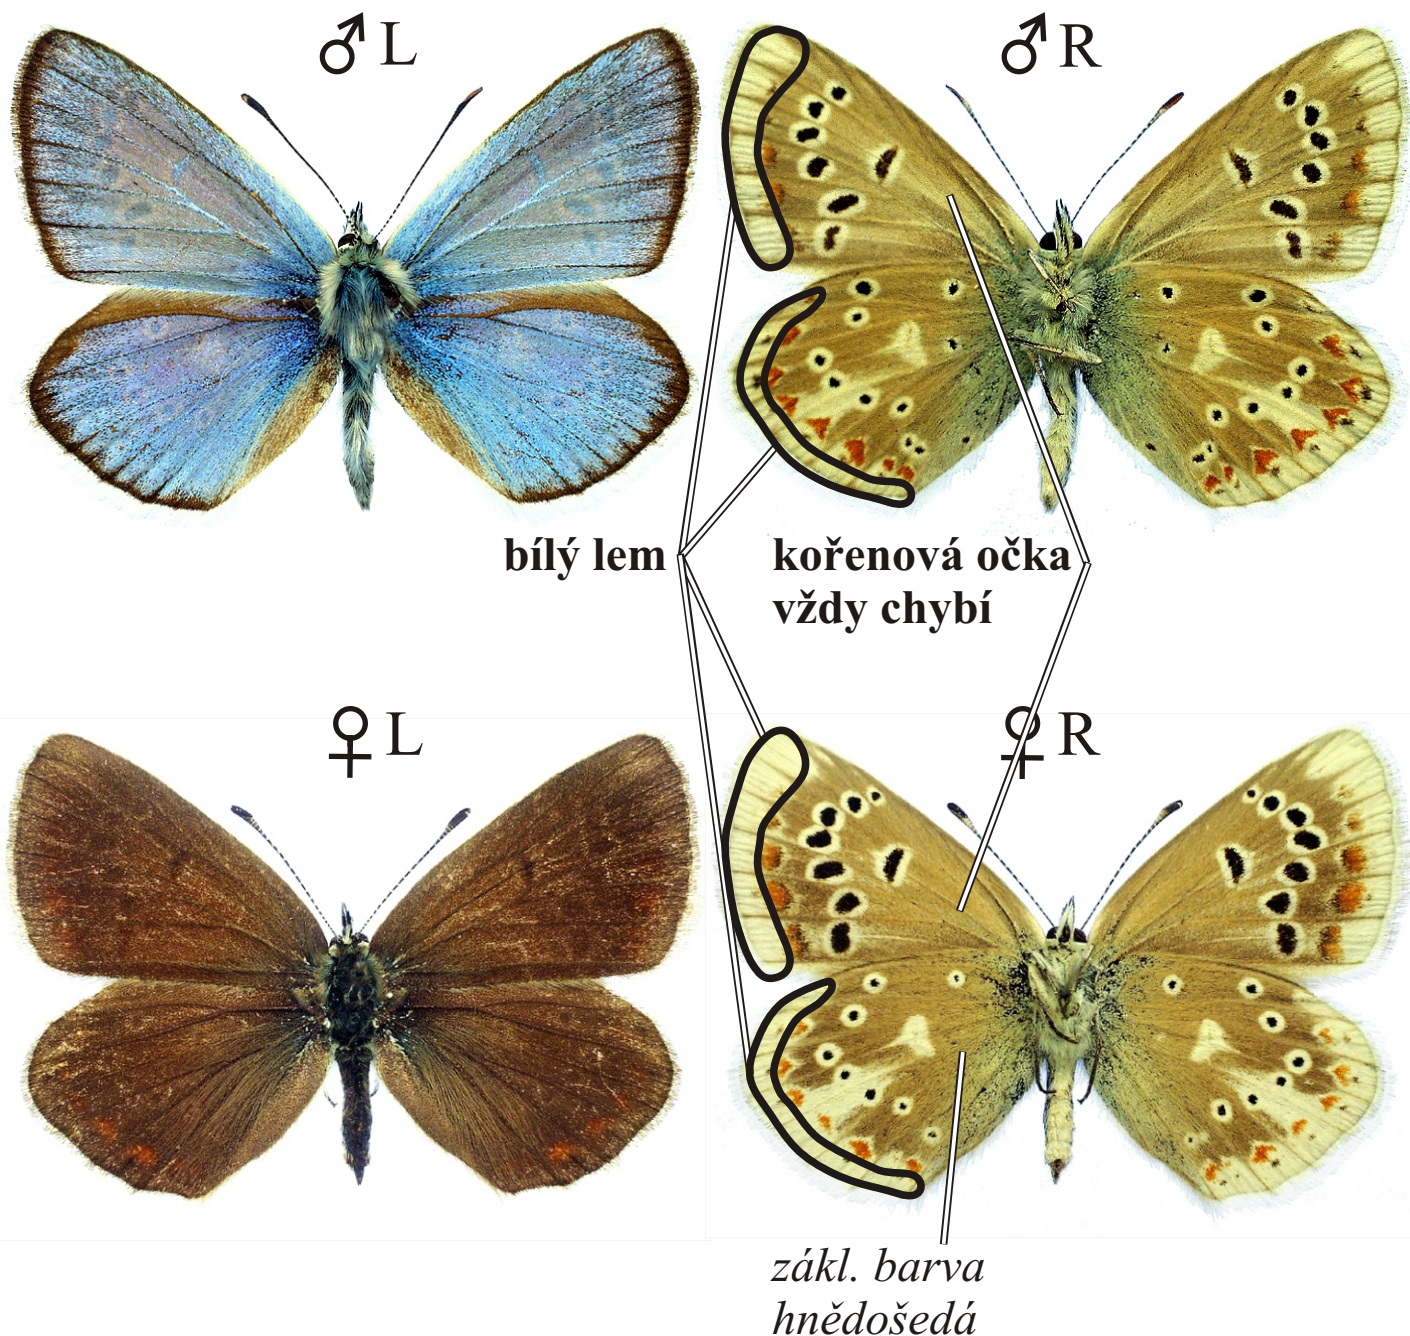 ♂ L
♂ R
bílý lem
kořenová očka
vždy chybí
♀ L
♀ R
zákl. barva
hnědošedá